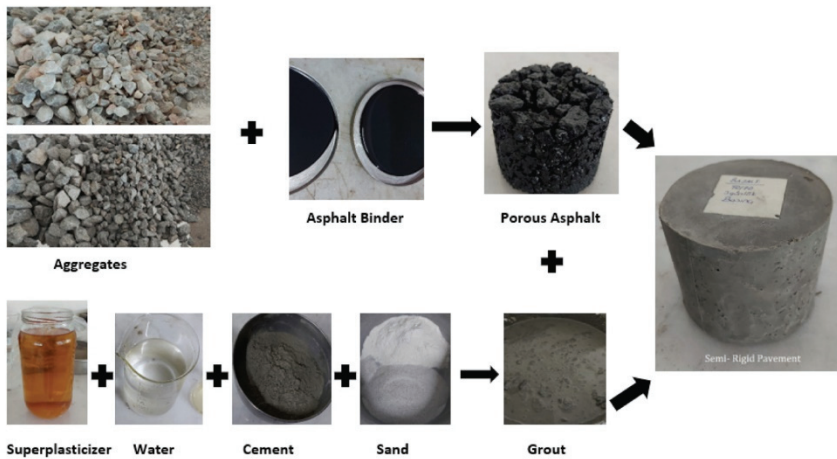 Asphalt Binder
Porous Asphalt
Aggregates
Semi- Rigid Pavement
Superplasticizer
Water
Cement
Sand
Grout